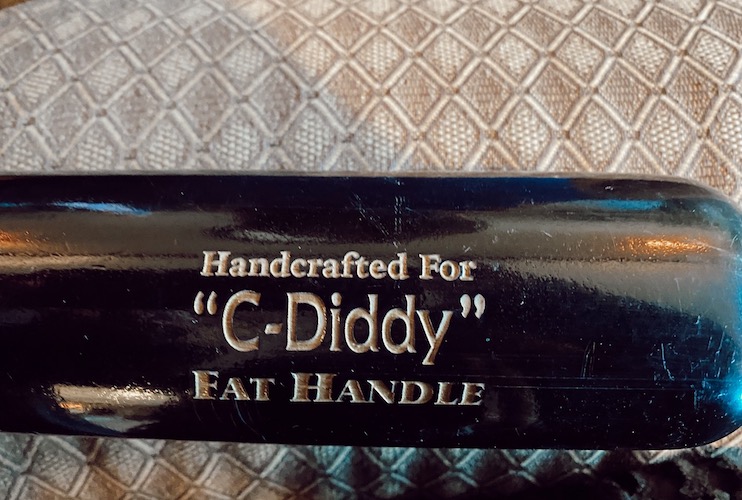 Handcrafted For
“C-Diddy”
FAT HANDLE